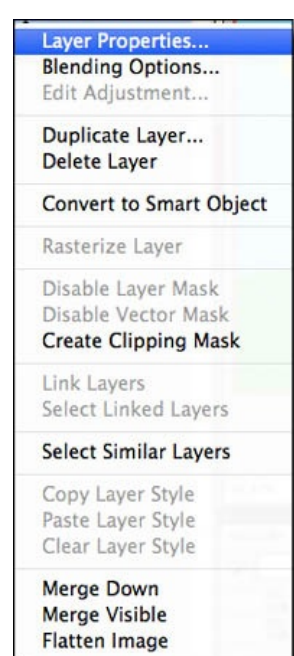 Layer Properties...
Blending Options...
Edit Adjustment...
Duplicate Layer...
Delete Layer
Convert to Smart Object
Rasterize Layer
Disable Layer Mask
Disable Vector Mask
Create Clipping Mask
Link Layers
Select Linked Layers
Select Similar Layers
Copy Layer Style
Paste Layer Style
Clear Layer Style
Merge Down
Merge Visible
Flatten Image